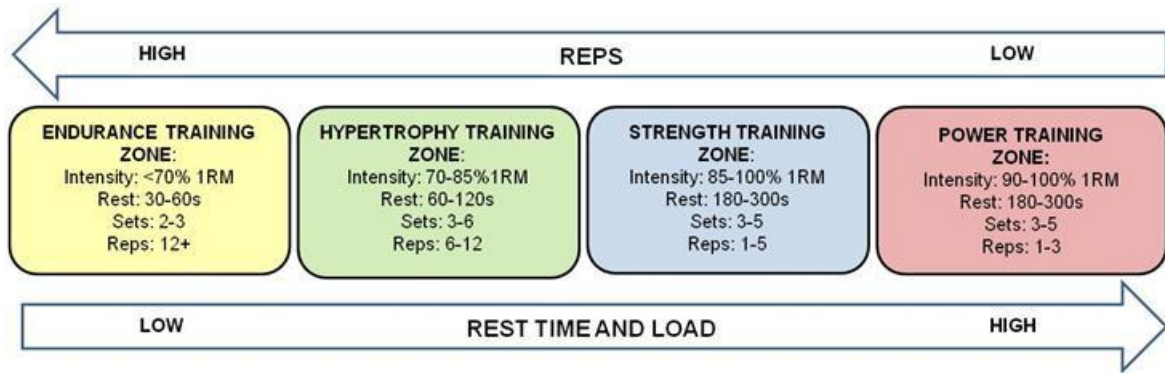 HIGH REPS LOW
ENDURANCE TRAINING
ZONE:
Intensity: <70% 1RM
Rest: 30-60s
Sets: 2-3
Reps: 12+
HYPERTROPHY TRAINING
ZONE:
Intensity: 70-85%1RM
Rest: 60-120s
Sets: 3-6
Reps: 6-12
STRENGTH TRAINING
ZONE:
Intensity: 85-100% 1RM
Rest: 180-300s
Sets: 3-5
Reps: 1-5
POWER TRAINING
ZONE:
Intensity: 90-100% 1RM
Rest: 180-300s
Sets: 3-5
Reps: 1-3
LOW REST TIME AND LOAD HIGH